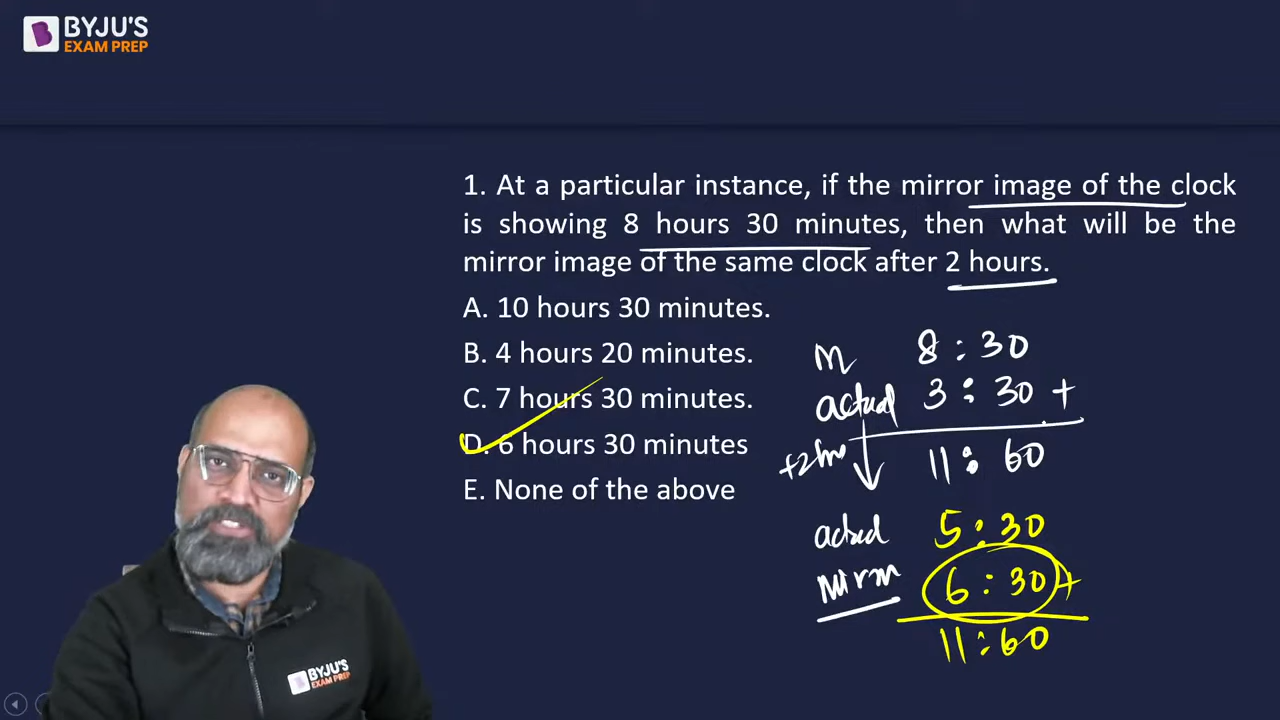 BYJU'S
EXAM PREP
1. At a particular instance, if the mirror image of the clock
is showing 8 hours 30 minutes, then what will be the
mirror image of the same clock after 2 hours.
A. 10 hours 30 minutes.
B. 4 hours 20 minutes.
C. 7 hours 30 minutes.
D. 6 hours 30 minutes
E. None of the above
m 8:30
actual 3:30 +
+2hrs 11:60
actual 5:30
mirror 6:30 +
11:60
BYJU'S
EXAM PREP